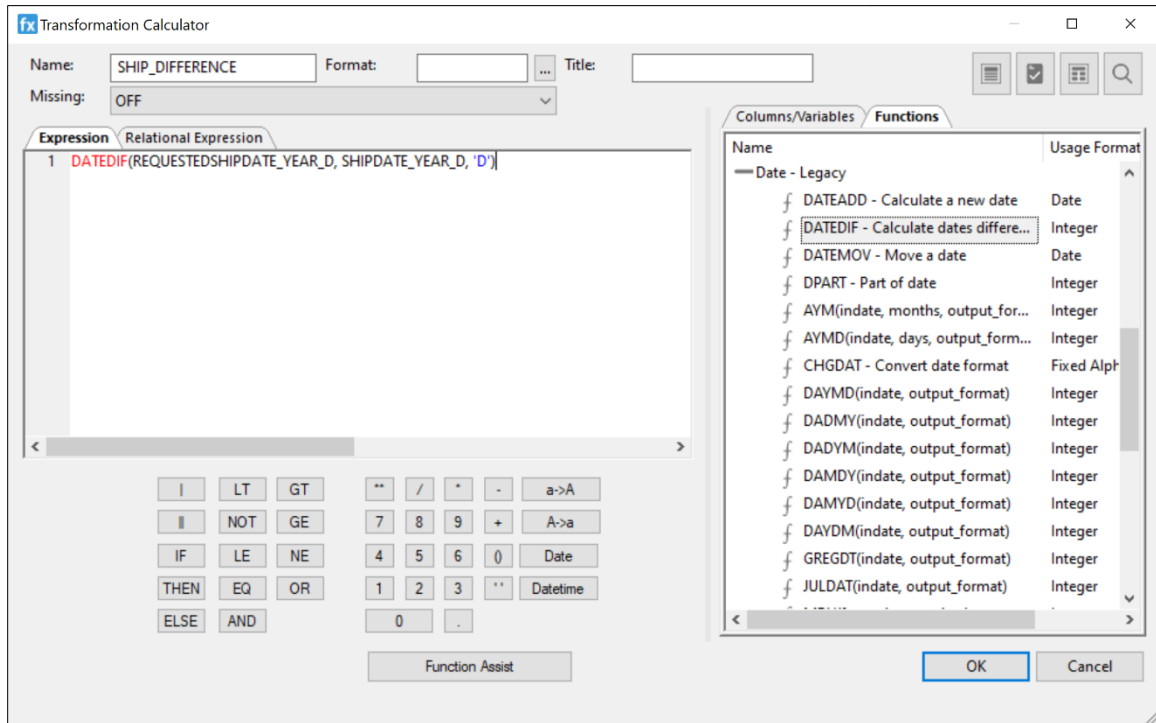 fx Transformation Calculator
Name: SHIP_DIFFERENCE Format: ... Title:
Missing: OFF
Expression Relational Expression
1 DATEDIF(REQUESTEDSHIPDATE_YEAR_D, SHIPDATE_YEAR_D, 'D')
| LT GT ** / * - a->A
|| NOT GE 7 8 9 + A->a
IF LE NE 4 5 6 () Date
THEN EQ OR 1 2 3 ' ' Datetime
ELSE AND 0 .
Function Assist
Columns/Variables Functions
Name Usage Format
Date - Legacy
DATEADD - Calculate a new date Date
DATEDIF - Calculate dates differe... Integer
DATEMOV - Move a date Date
DPART - Part of date Integer
AYM(indate, months, output_for... Integer
AYMD(indate, days, output_form... Integer
CHGDAT - Convert date format Fixed Alph
DAYMD(indate, output_format) Integer
DADMY(indate, output_format) Integer
DADYM(indate, output_format) Integer
DAMDY(indate, output_format) Integer
DAMYD(indate, output_format) Integer
DAYDM(indate, output_format) Integer
GREGDT(indate, output_format) Integer
JULDAT(indate, output_format) Integer
OK Cancel